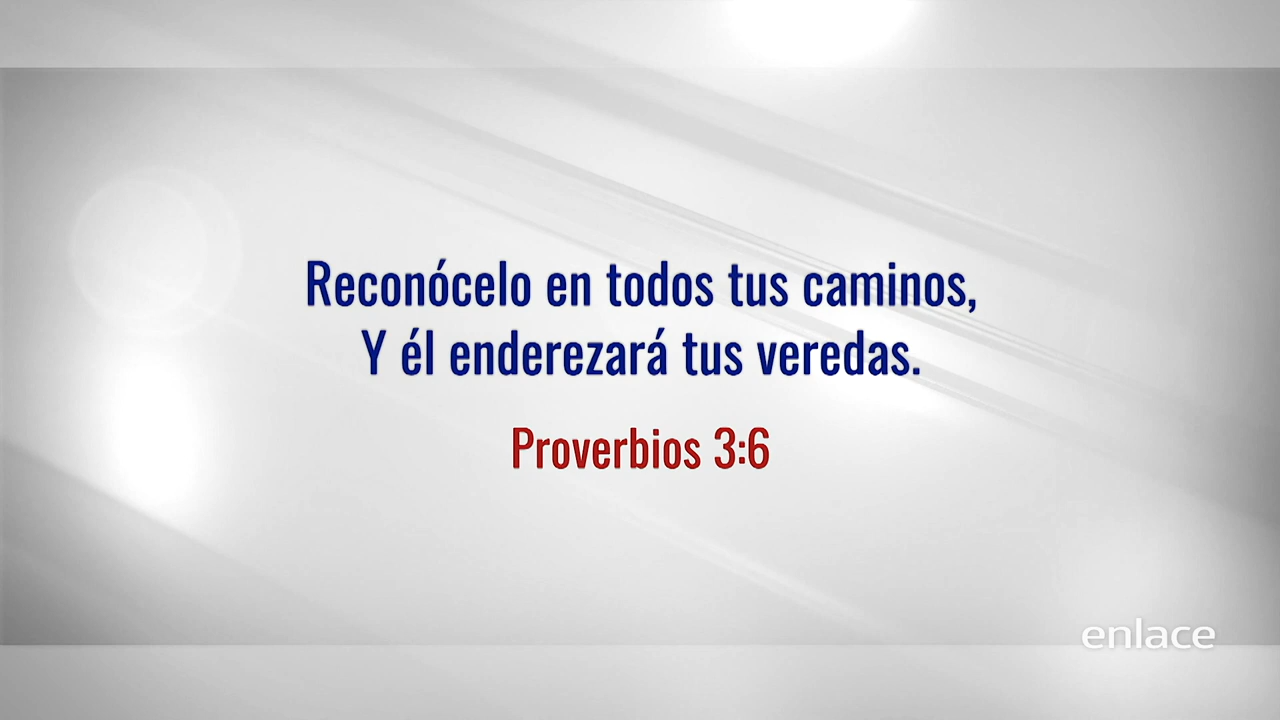 Reconócelo en todos tus caminos,
Y él enderezará tus veredas.
Proverbios 3:6
enlace